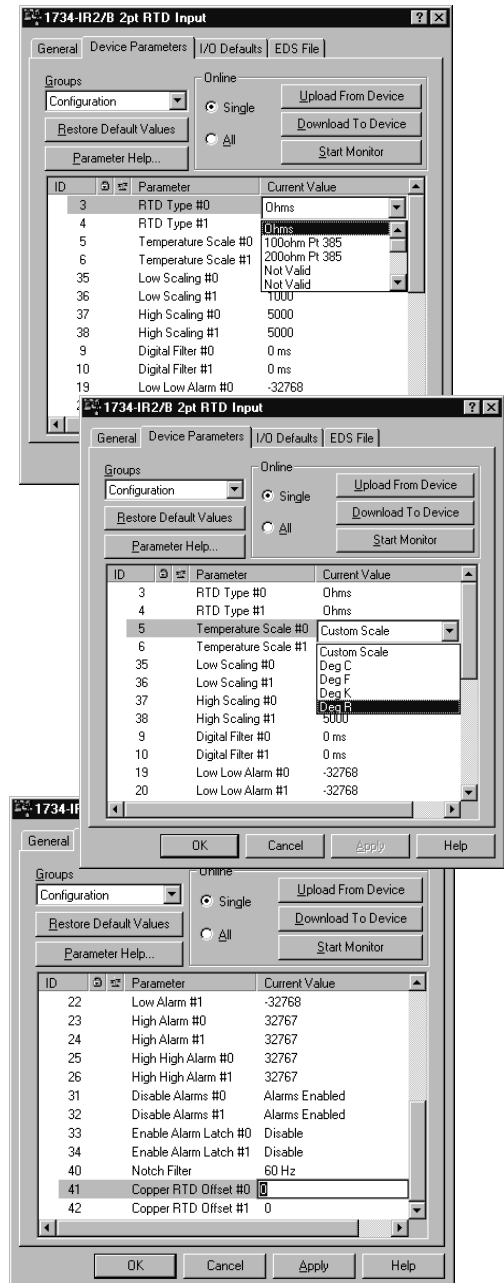 1734-IR2/B 2pt RTD Input
General Device Parameters I/O Defaults EDS File
Groups
Configuration
Restore Default Values
Parameter Help...
Online
Single
All
Upload From Device
Download To Device
Start Monitor
ID Parameter Current Value
3 RTD Type #0 Ohms
4 RTD Type #1
5 Temperature Scale #0
6 Temperature Scale #1
35 Low Scaling #0
36 Low Scaling #1 1000
37 High Scaling #0 5000
38 High Scaling #1 5000
9 Digital Filter #0 0 ms
10 Digital Filter #1 0 ms
19 Low Low Alarm #0 -32768
Ohms
100ohm Pt 385
200ohm Pt 385
Not Valid
Not Valid
1734-IR2/B 2pt RTD Input
General Device Parameters I/O Defaults EDS File
Groups
Configuration
Restore Default Values
Parameter Help...
Online
Single
All
Upload From Device
Download To Device
Start Monitor
ID Parameter Current Value
3 RTD Type #0 Ohms
4 RTD Type #1 Ohms
5 Temperature Scale #0 Custom Scale
6 Temperature Scale #1
35 Low Scaling #0
36 Low Scaling #1
37 High Scaling #0
38 High Scaling #1 5000
9 Digital Filter #0 0 ms
10 Digital Filter #1 0 ms
19 Low Low Alarm #0 -32768
20 Low Low Alarm #1 -32768
Custom Scale
Deg C
Deg F
Deg K
Deg R
OK Cancel Apply Help
1734-I
General
Groups
Configuration
Restore Default Values
Parameter Help...
Online
Single
All
Upload From Device
Download To Device
Start Monitor
ID Parameter Current Value
22 Low Alarm #1 -32768
23 High Alarm #0 32767
24 High Alarm #1 32767
25 High High Alarm #0 32767
26 High High Alarm #1 32767
31 Disable Alarms #0 Alarms Enabled
32 Disable Alarms #1 Alarms Enabled
33 Enable Alarm Latch #0 Disable
34 Enable Alarm Latch #1 Disable
40 Notch Filter 60 Hz
41 Copper RTD Offset #0 0
42 Copper RTD Offset #1 0
OK Cancel Apply Help